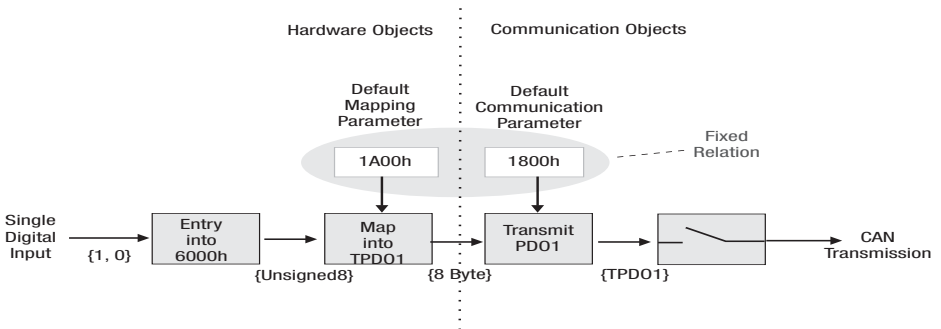 Hardware Objects
Communication Objects
Default
Mapping
Parameter
Default
Communication
Parameter
Fixed
Relation
1A00h
1800h
Single
Digital
Input
{1, 0}
Entry
into
6000h
{Unsigned8}
Map
into
TPDO1
{8 Byte}
Transmit
PDO1
{TPDO1}
CAN
Transmission